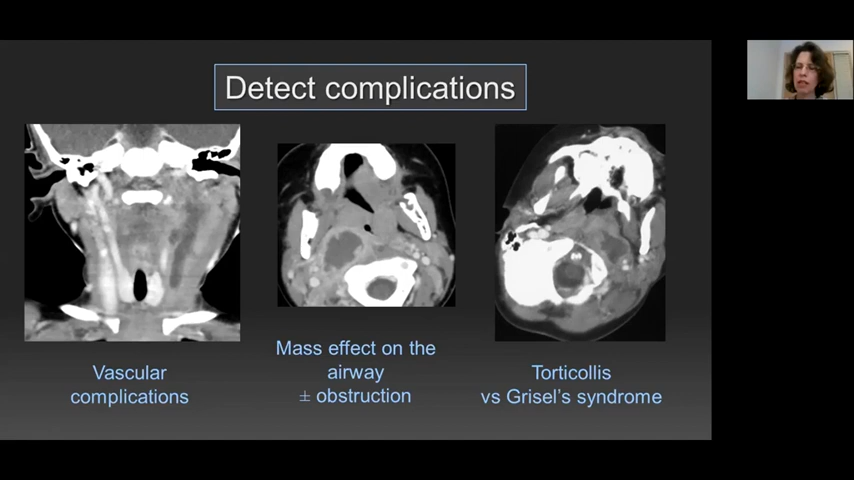 Detect complications
Vascular
complications
Mass effect on the
airway
± obstruction
Torticollis
vs Grisel's syndrome